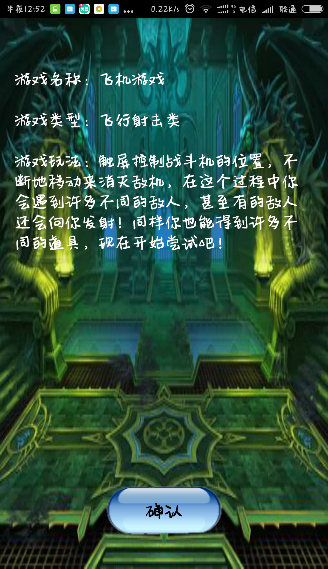 半夜12:52 ... 0.22K/s 电信 联通
游戏名称：飞机游戏
游戏类型：飞行射击类
游戏玩法：触屏控制战斗机的位置，不
断地移动来消灭敌机，在这个过程中你
会遇到许多不同的敌人，甚至有的敌人
还会向你发射！同样你也能得到许多不
同的道具，现在开始尝试吧！
确认